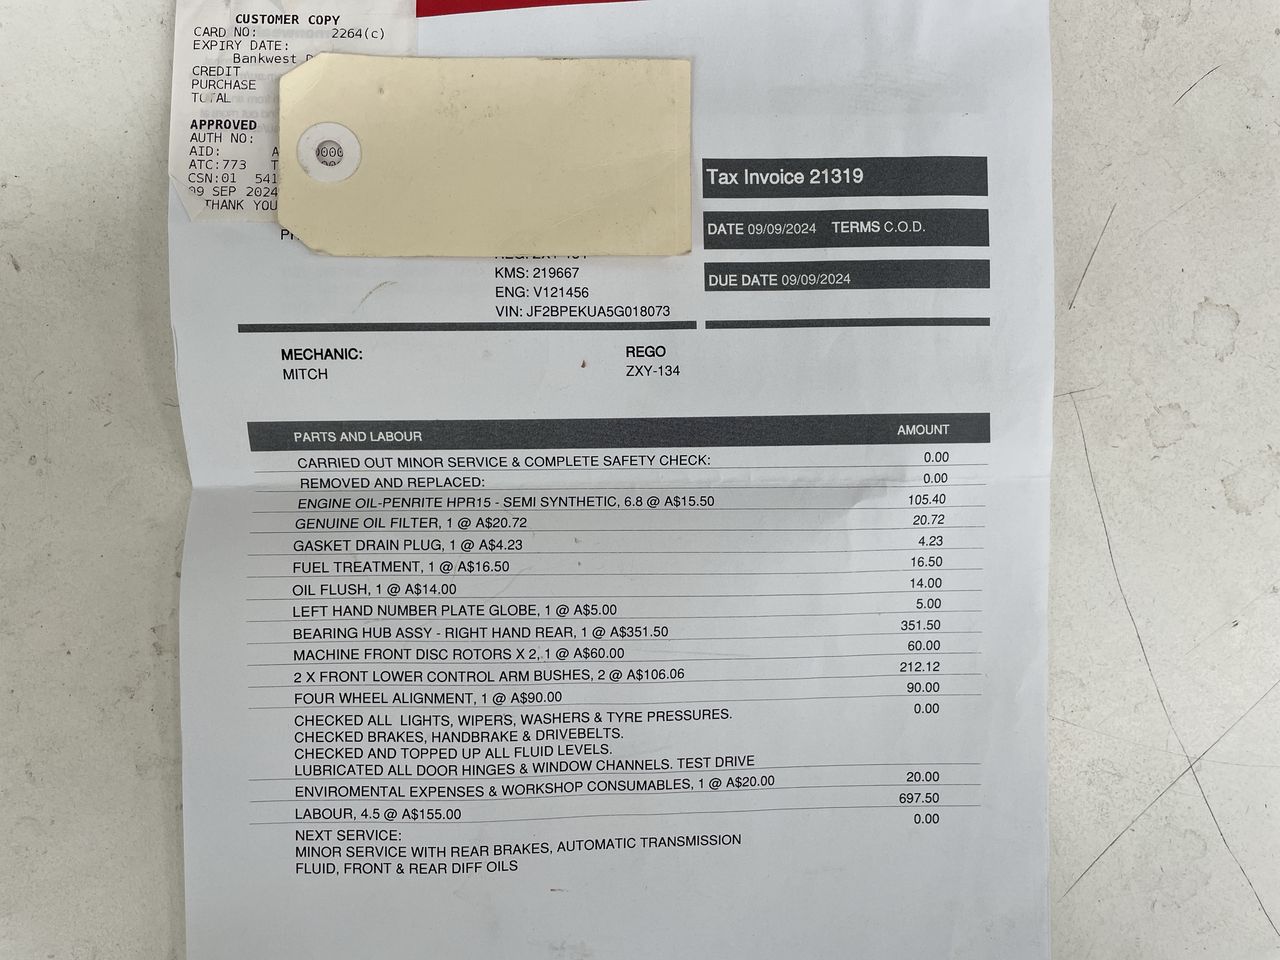 CUSTOMER COPY
CARD NO: 2264(c)
EXPIRY DATE:
Bankwest
CREDIT
PURCHASE
TOTAL
APPROVED
AUTH NO:
AID:
ATC:773
CSN:01 541
09 SEP 2024
THANK YOU
Tax Invoice 21319
DATE 09/09/2024 TERMS C.O.D.
DUE DATE 09/09/2024
KMS: 219667
ENG: V121456
VIN: JF2BPEKUA5G018073
MECHANIC: REGO
MITCH ZXY-134
PARTS AND LABOUR AMOUNT
CARRIED OUT MINOR SERVICE & COMPLETE SAFETY CHECK: 0.00
REMOVED AND REPLACED: 0.00
ENGINE OIL-PENRITE HPR15 - SEMI SYNTHETIC, 6.8 @ A$15.50 105.40
GENUINE OIL FILTER, 1 @ A$20.72 20.72
GASKET DRAIN PLUG, 1 @ A$4.23 4.23
FUEL TREATMENT, 1 @ A$16.50 16.50
OIL FLUSH, 1 @ A$14.00 14.00
LEFT HAND NUMBER PLATE GLOBE, 1 @ A$5.00 5.00
BEARING HUB ASSY - RIGHT HAND REAR, 1 @ A$351.50 351.50
MACHINE FRONT DISC ROTORS X 2, 1 @ A$60.00 60.00
2 X FRONT LOWER CONTROL ARM BUSHES, 2 @ A$106.06 212.12
FOUR WHEEL ALIGNMENT, 1 @ A$90.00 90.00
CHECKED ALL LIGHTS, WIPERS, WASHERS & TYRE PRESSURES. 0.00
CHECKED BRAKES, HANDBRAKE & DRIVEBELTS.
CHECKED AND TOPPED UP ALL FLUID LEVELS.
LUBRICATED ALL DOOR HINGES & WINDOW CHANNELS. TEST DRIVE
ENVIROMENTAL EXPENSES & WORKSHOP CONSUMABLES, 1 @ A$20.00 20.00
LABOUR, 4.5 @ A$155.00 697.50
NEXT SERVICE: 0.00
MINOR SERVICE WITH REAR BRAKES, AUTOMATIC TRANSMISSION
FLUID, FRONT & REAR DIFF OILS